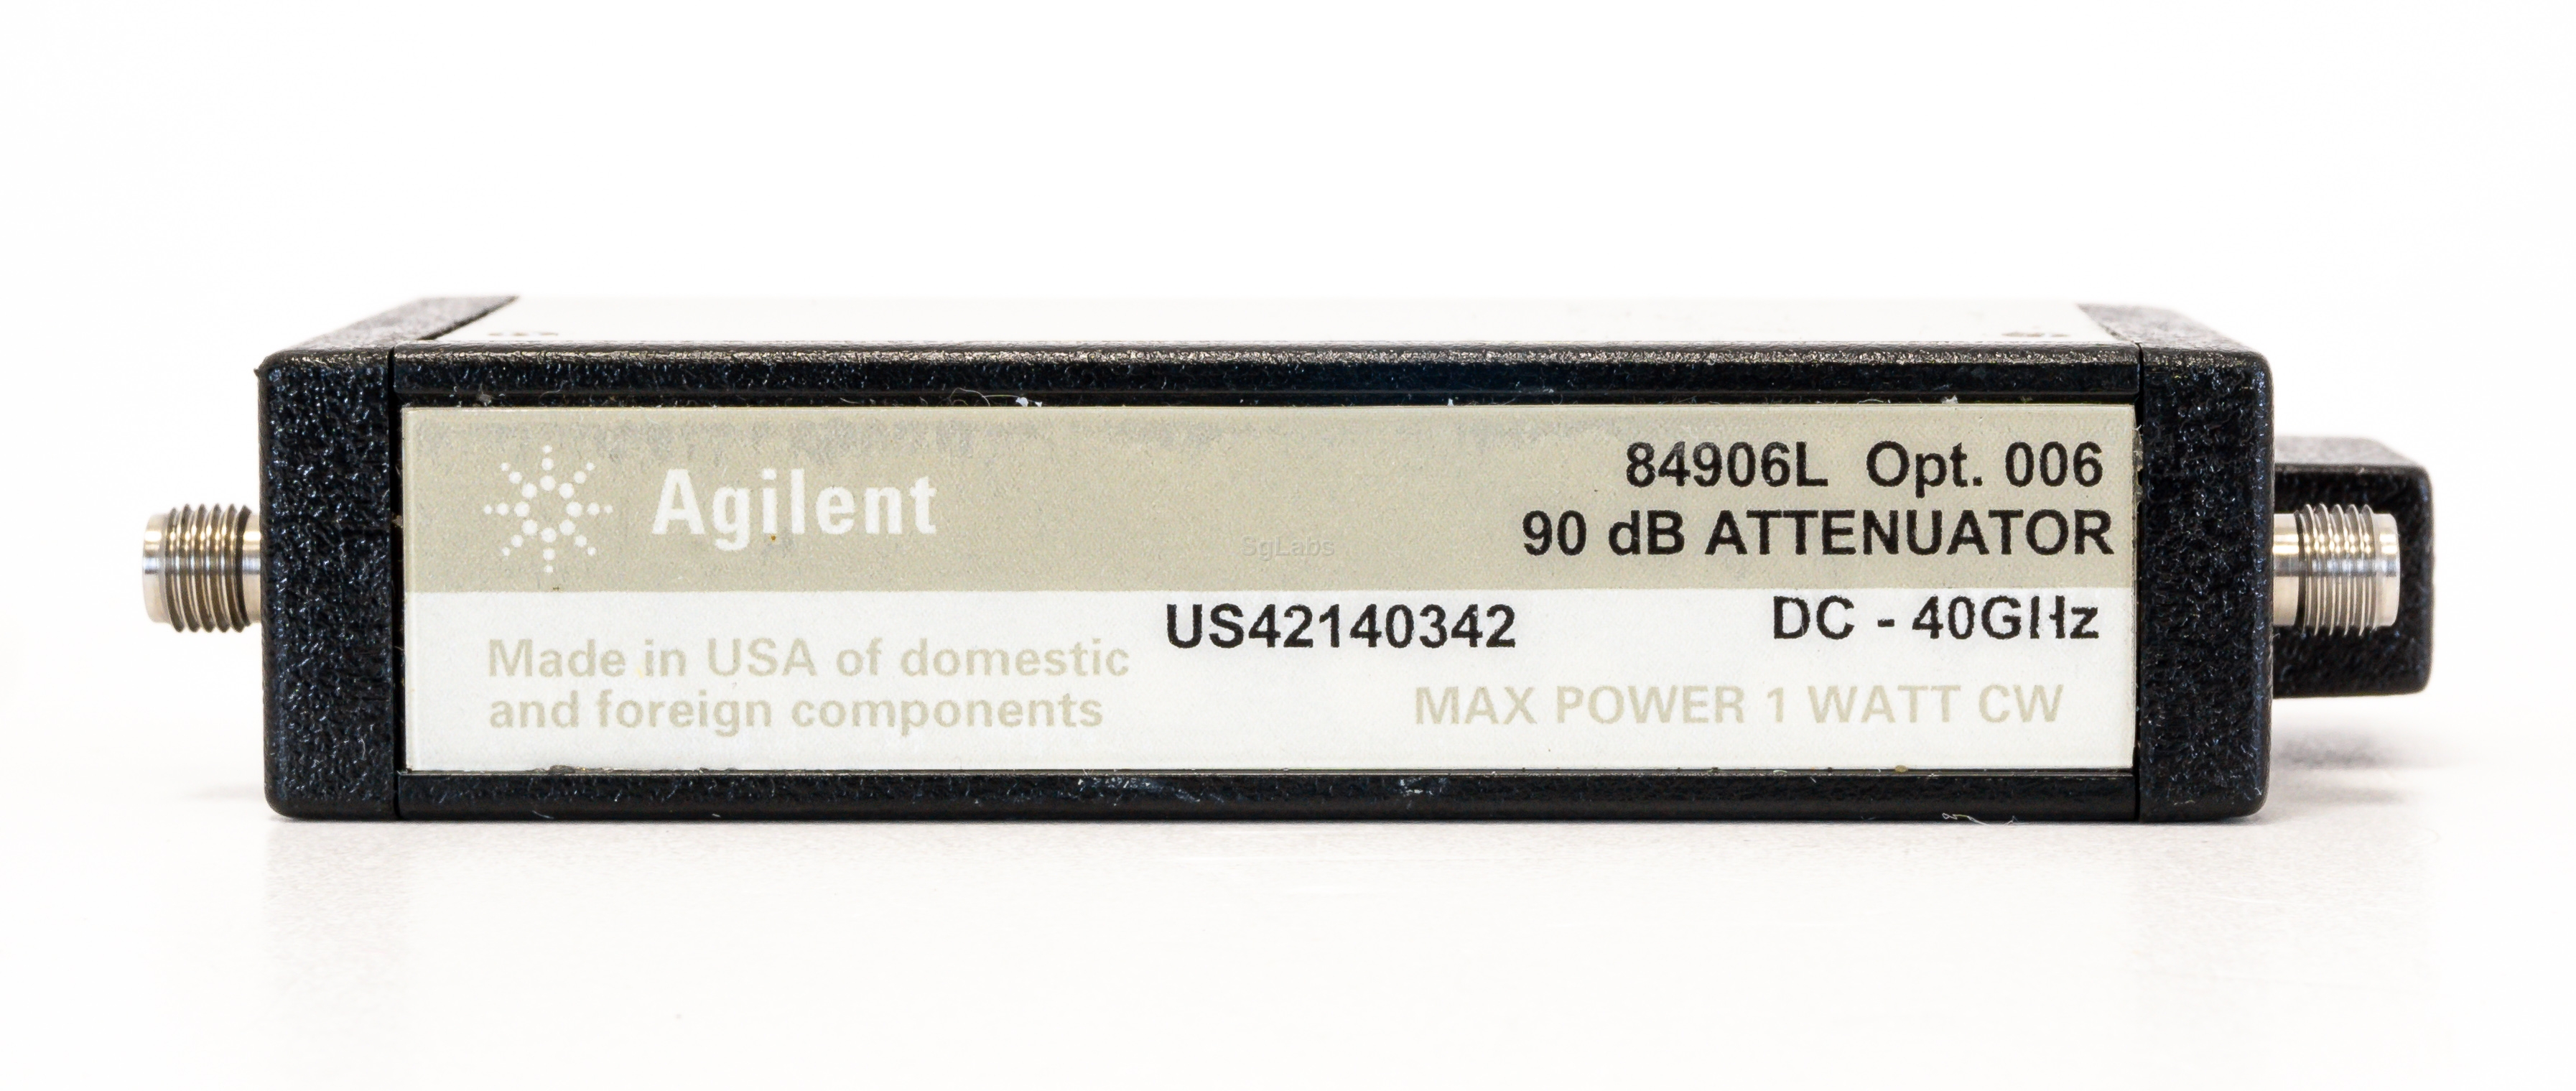 Agilent
84906L Opt. 006
90 dB ATTENUATOR
SgLabs
US42140342
DC - 40GHz
Made in USA of domestic
and foreign components
MAX POWER 1 WATT CW